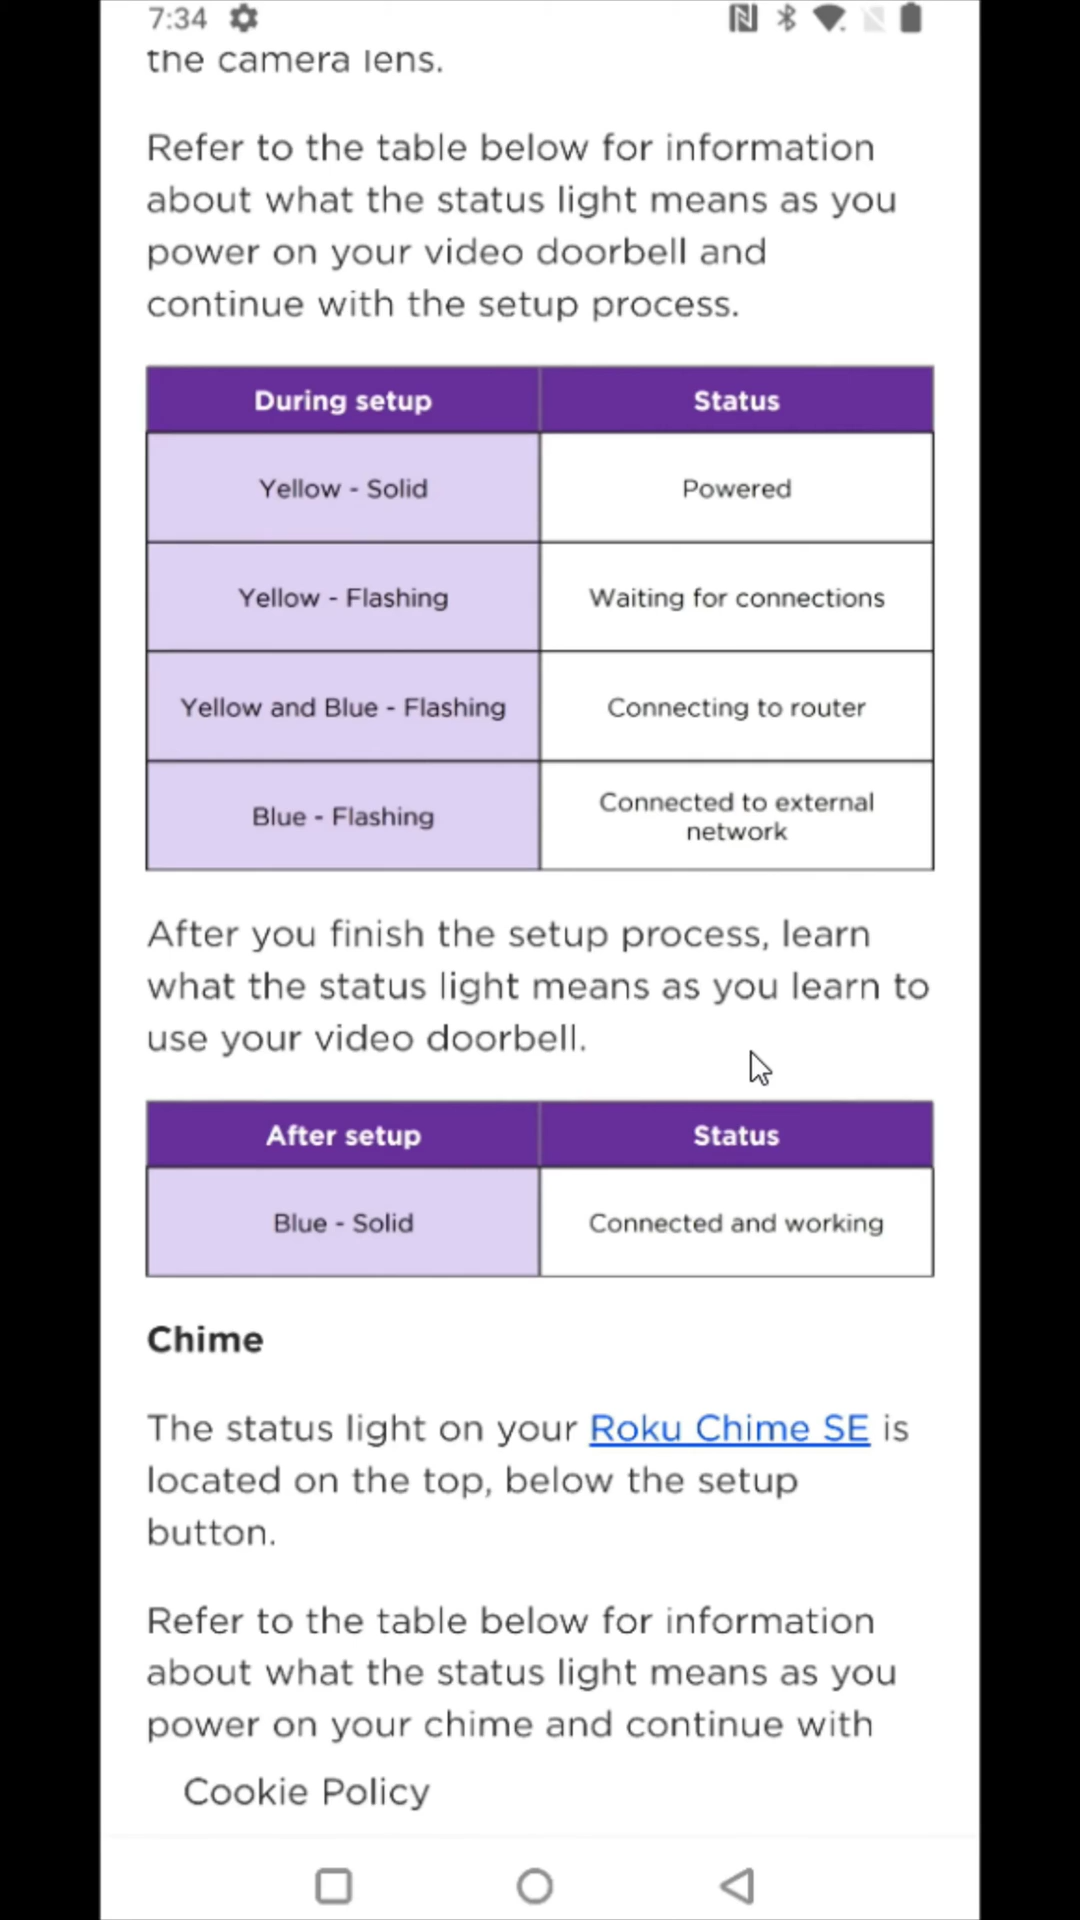 7:34
the camera lens.
Refer to the table below for information
about what the status light means as you
power on your video doorbell and
continue with the setup process.
During setup Status
Yellow - Solid Powered
Yellow - Flashing Waiting for connections
Yellow and Blue - Flashing Connecting to router
Blue - Flashing Connected to external
network
After you finish the setup process, learn
what the status light means as you learn to
use your video doorbell.
After setup Status
Blue - Solid Connected and working
Chime
The status light on your Roku Chime SE is
located on the top, below the setup
button.
Refer to the table below for information
about what the status light means as you
power on your chime and continue with
Cookie Policy